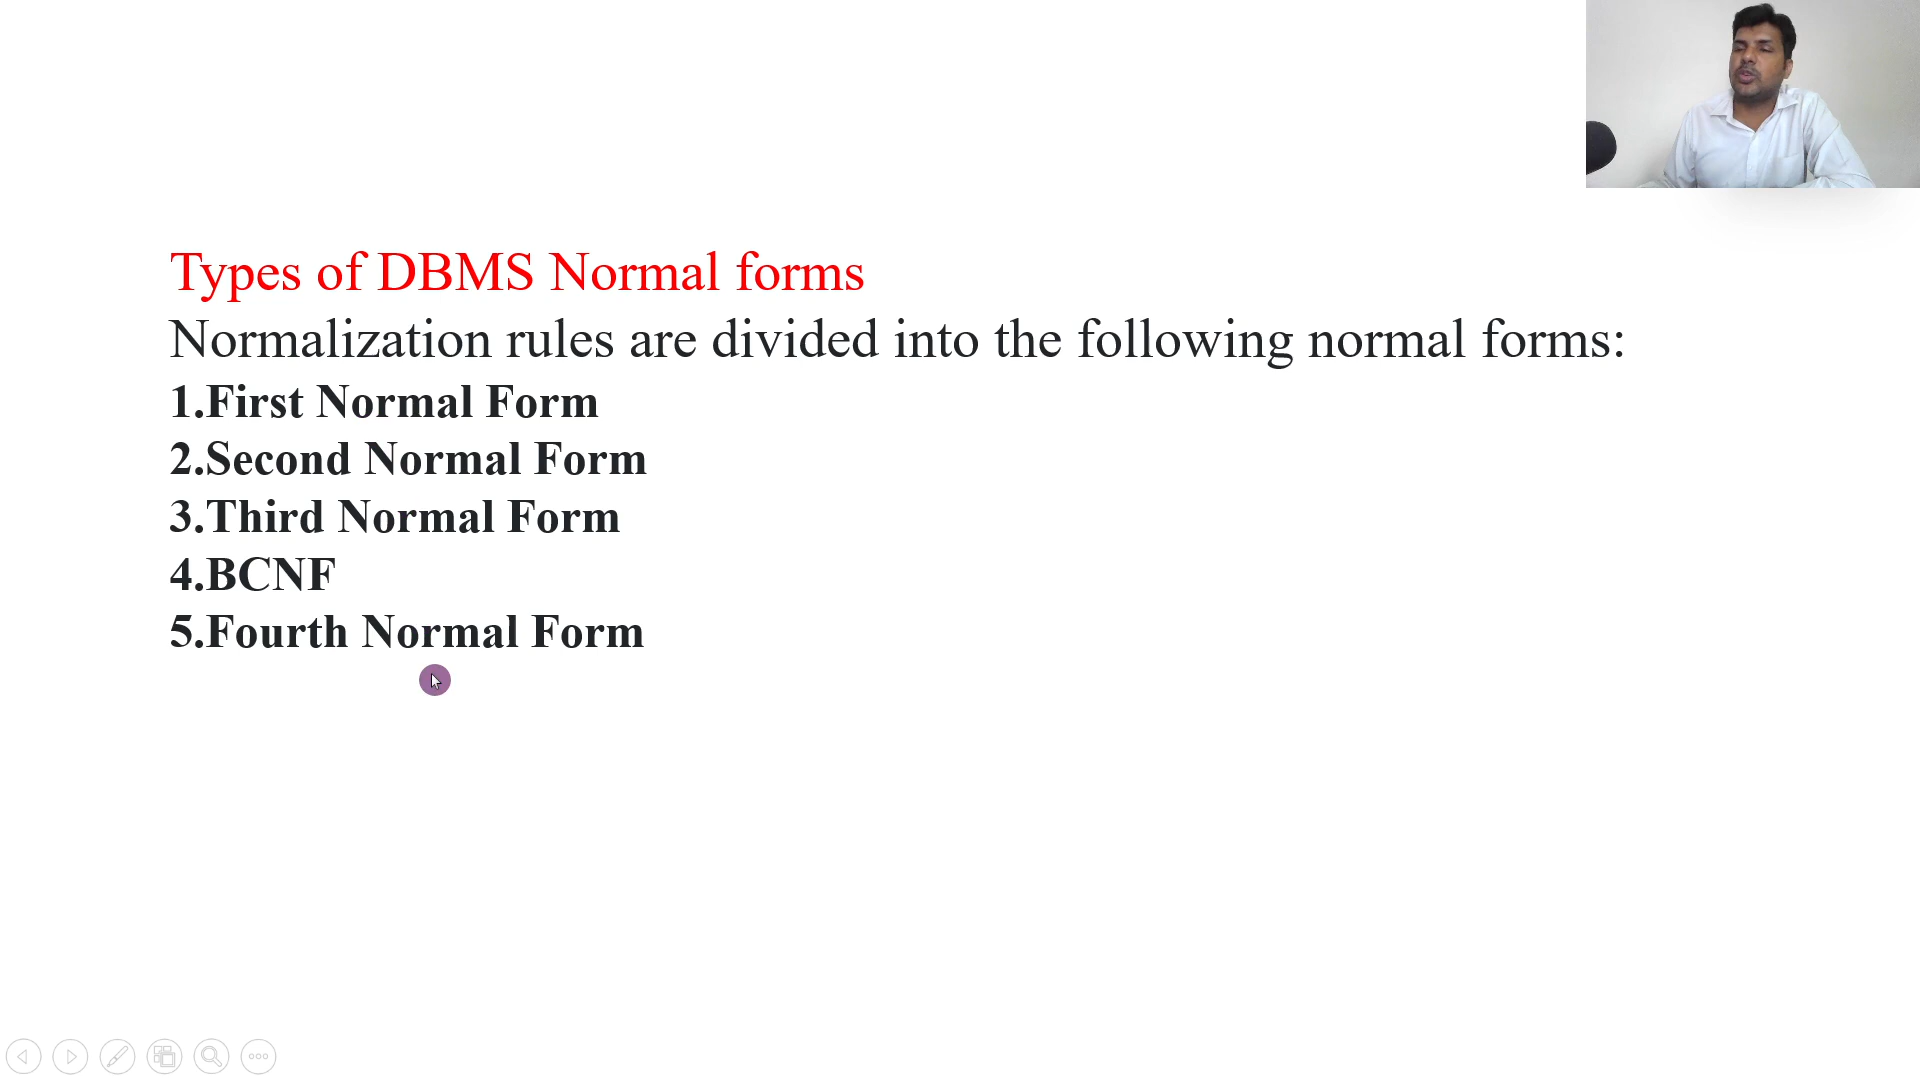 Types of DBMS Normal forms
Normalization rules are divided into the following normal forms:
1.First Normal Form
2.Second Normal Form
3.Third Normal Form
4.BCNF
5.Fourth Normal Form